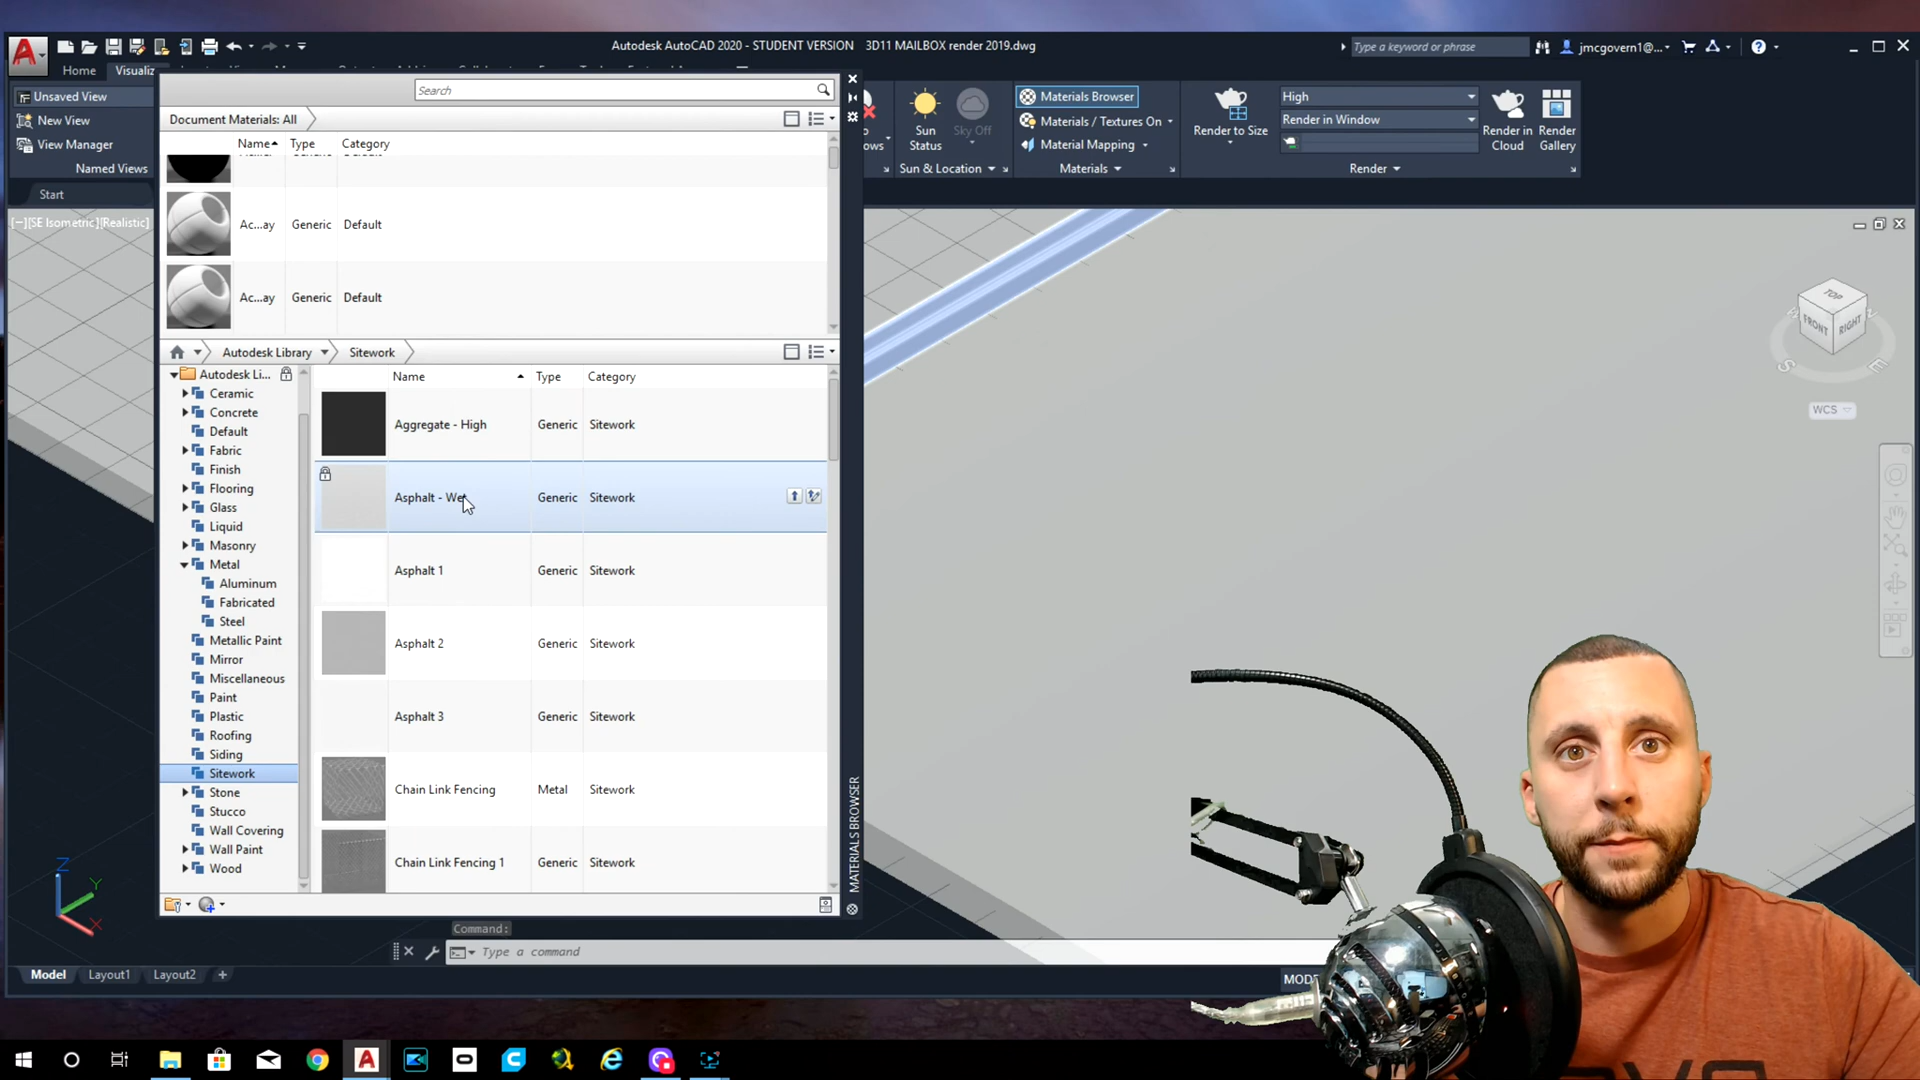 Autodesk AutoCAD 2020 - STUDENT VERSION 3D11 MAILBOX render 2019.dwg
Type a keyword or phrase
jmcgovern1@...
Home
Visualiz
Unsaved View
New View
View Manager
Named Views
Search
Sun Status
Sky Off
Sun & Location
Materials Browser
Materials / Textures On
Material Mapping
Materials
Render to Size
High
Render in Window
Render in Cloud
Render Gallery
Render
Start
[−][SE Isometric][Realistic]
Document Materials: All
Name Type Category
Ac...ay Generic Default
Ac...ay Generic Default
Autodesk Library Sitework
Autodesk Li...
Ceramic
Concrete
Default
Fabric
Finish
Flooring
Glass
Liquid
Masonry
Metal
Aluminum
Fabricated
Steel
Metallic Paint
Mirror
Miscellaneous
Paint
Plastic
Roofing
Siding
Sitework
Stone
Stucco
Wall Covering
Wall Paint
Wood
Name Type Category
Aggregate - High Generic Sitework
Asphalt - Wet Generic Sitework
Asphalt 1 Generic Sitework
Asphalt 2 Generic Sitework
Asphalt 3 Generic Sitework
Chain Link Fencing Metal Sitework
Chain Link Fencing 1 Generic Sitework
MATERIALS BROWSER
TOP
FRONT
RIGHT
S
E
WCS
Z
Y
X
Command:
Type a command
Model Layout1 Layout2 +